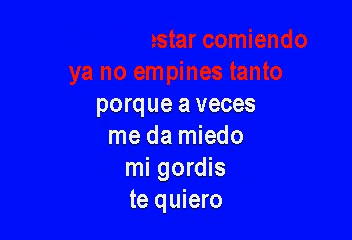 star comiendo
ya no empines tanto
porque a veces
me da miedo
mi gordis
te quiero